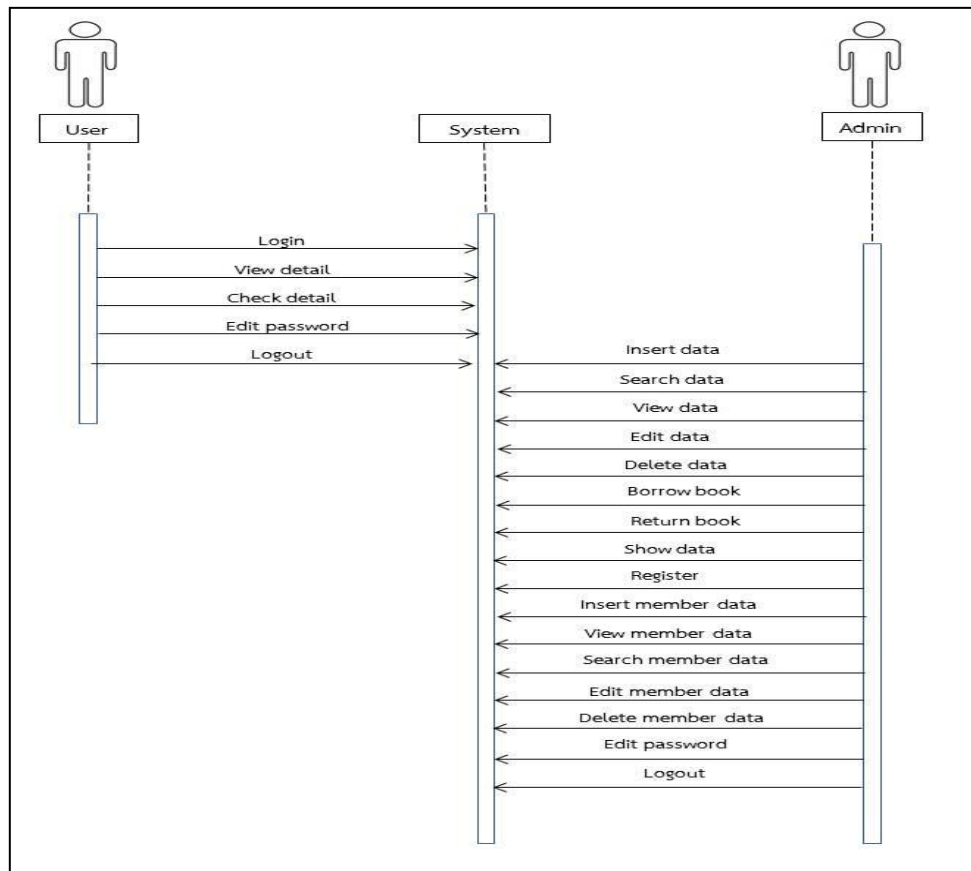 User
System
Admin
Login
View detail
Check detail
Edit password
Logout
Insert data
Search data
View data
Edit data
Delete data
Borrow book
Return book
Show data
Register
Insert member data
View member data
Search member data
Edit member data
Delete member data
Edit password
Logout